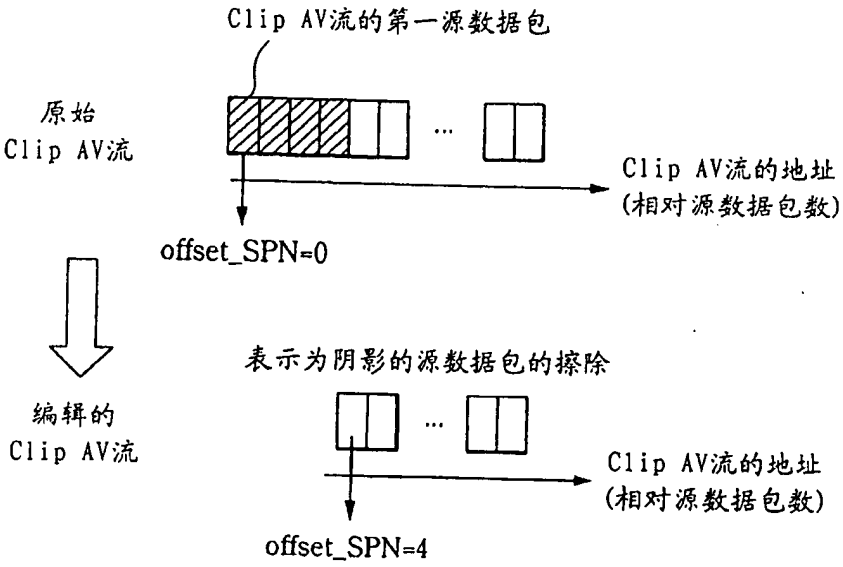 Clip AV流的第一源数据包
原始
Clip AV流
...
Clip AV流的地址
(相对源数据包数)
offset_SPN=0
表示为阴影的源数据包的擦除
编辑的
Clip AV流
...
Clip AV流的地址
(相对源数据包数)
offset_SPN=4